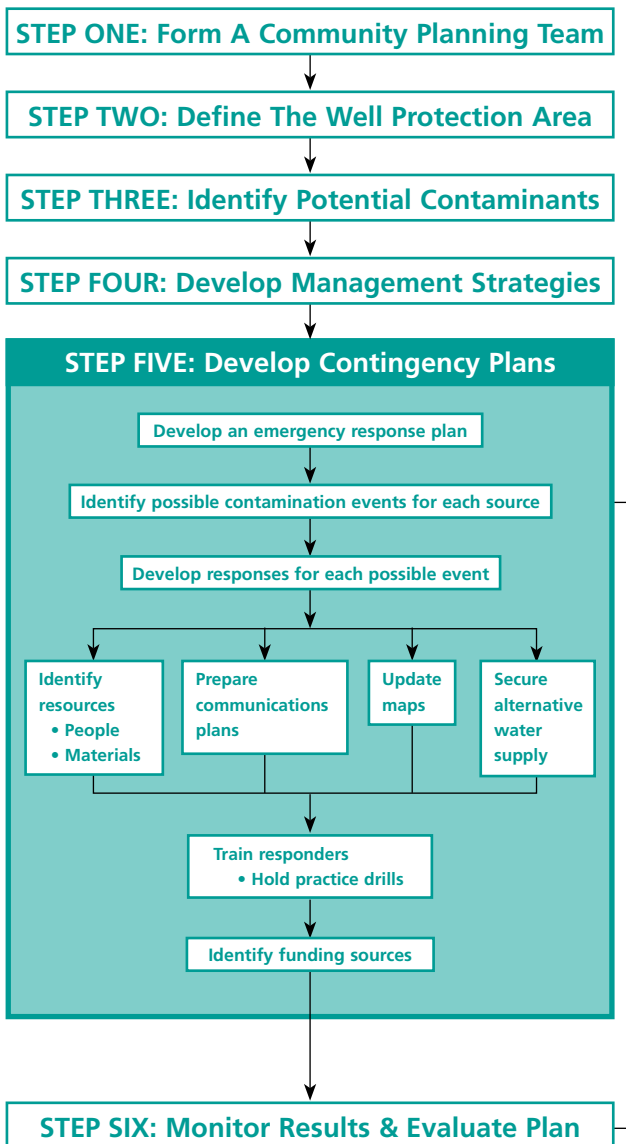 STEP ONE: Form A Community Planning Team
STEP TWO: Define The Well Protection Area
STEP THREE: Identify Potential Contaminants
STEP FOUR: Develop Management Strategies
STEP FIVE: Develop Contingency Plans
Develop an emergency response plan
Identify possible contamination events for each source
Develop responses for each possible event
Identify
resources
• People
• Materials
Prepare
communications
plans
Update
maps
Secure
alternative
water
supply
Train responders
• Hold practice drills
Identify funding sources
STEP SIX: Monitor Results & Evaluate Plan